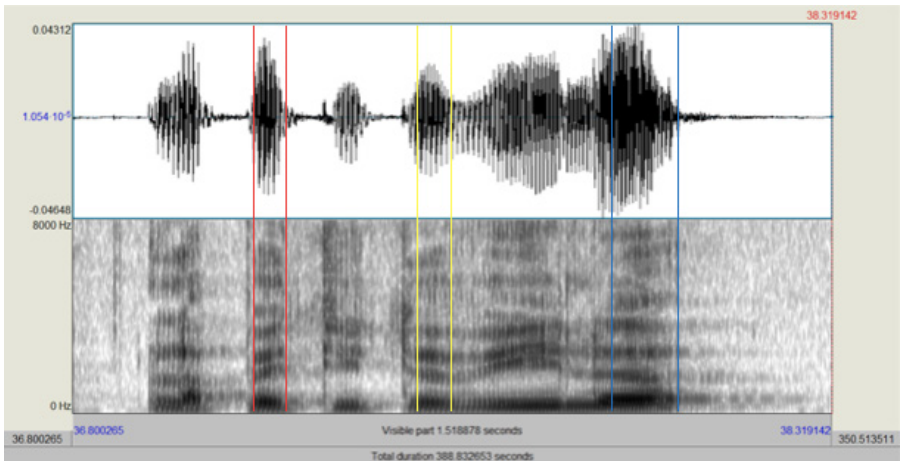 38.319142
0.04312
1.054·10-5
-0.04648
8000 Hz
0 Hz
36.800265 Visible part 1.518878 seconds 38.319142
36.800265 350.513511
Total duration 388.832653 seconds